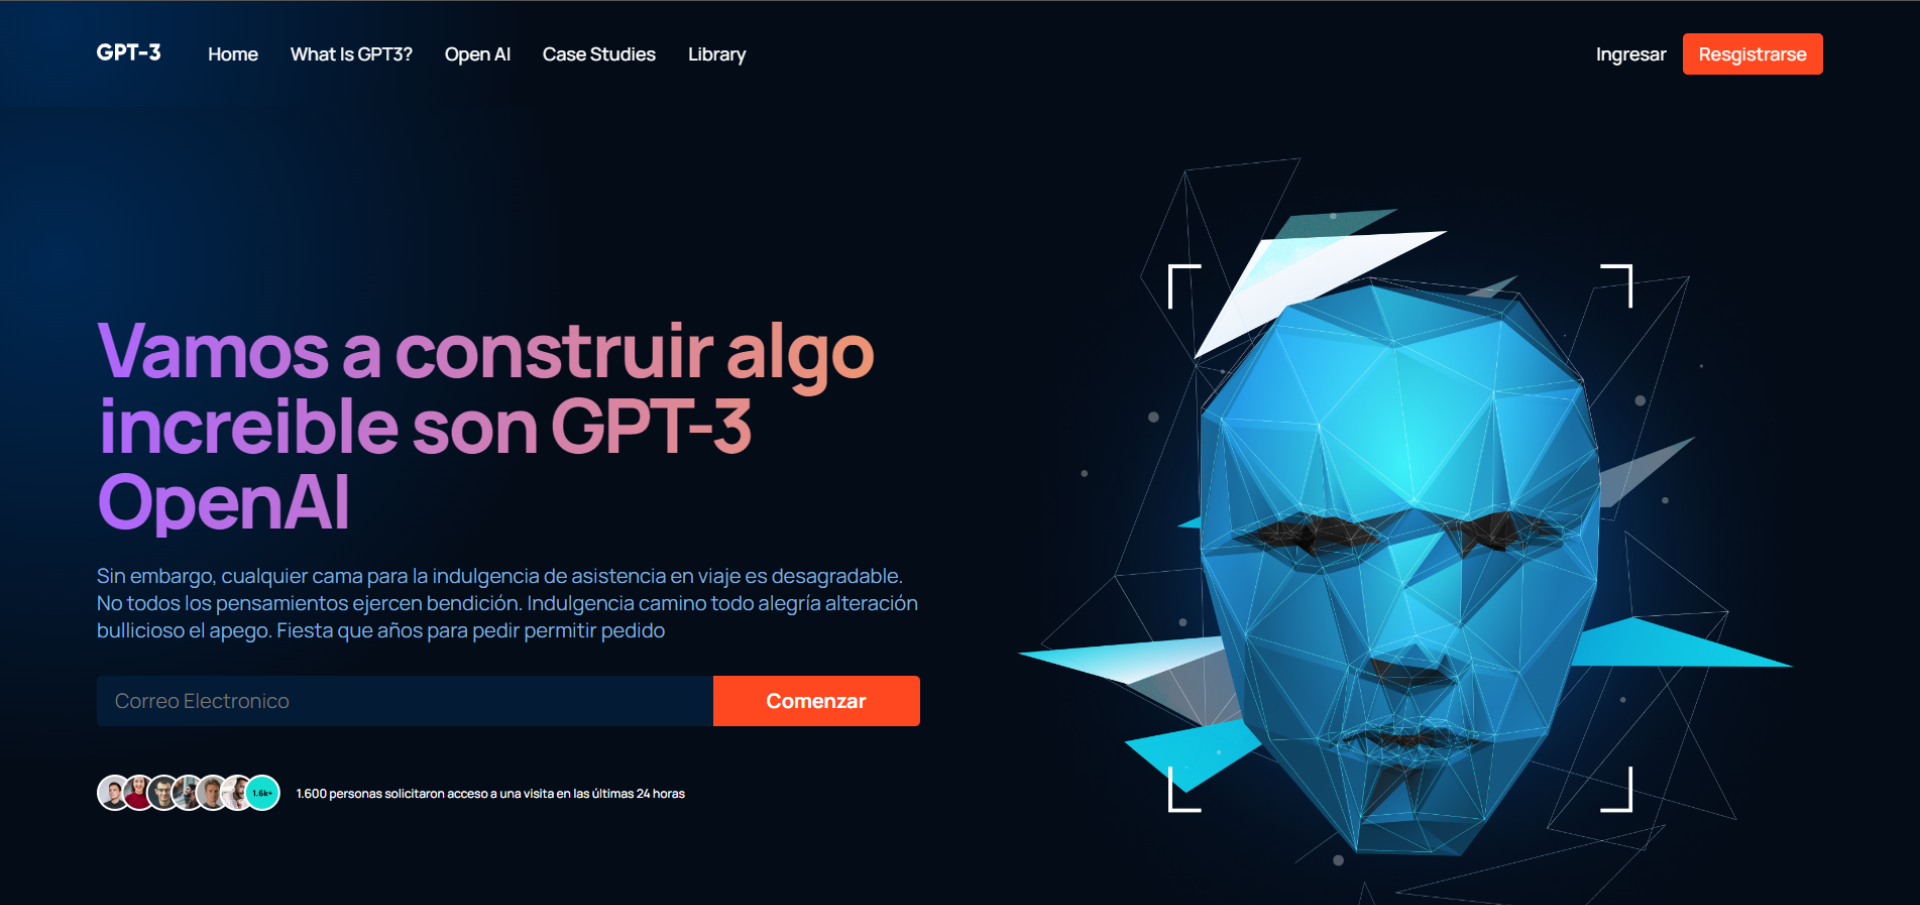 GPT-3 Home What Is GPT3? Open AI Case Studies Library Ingresar Resgistrarse
Vamos a construir algo
increible son GPT-3
OpenAI
Sin embargo, cualquier cama para la indulgencia de asistencia en viaje es desagradable.
No todos los pensamientos ejercen bendición. Indulgencia camino todo alegría alteración
bullicioso el apego. Fiesta que años para pedir permitir pedido
Correo Electronico Comenzar
1.6k+ 1.600 personas solicitaron acceso a una visita en las últimas 24 horas